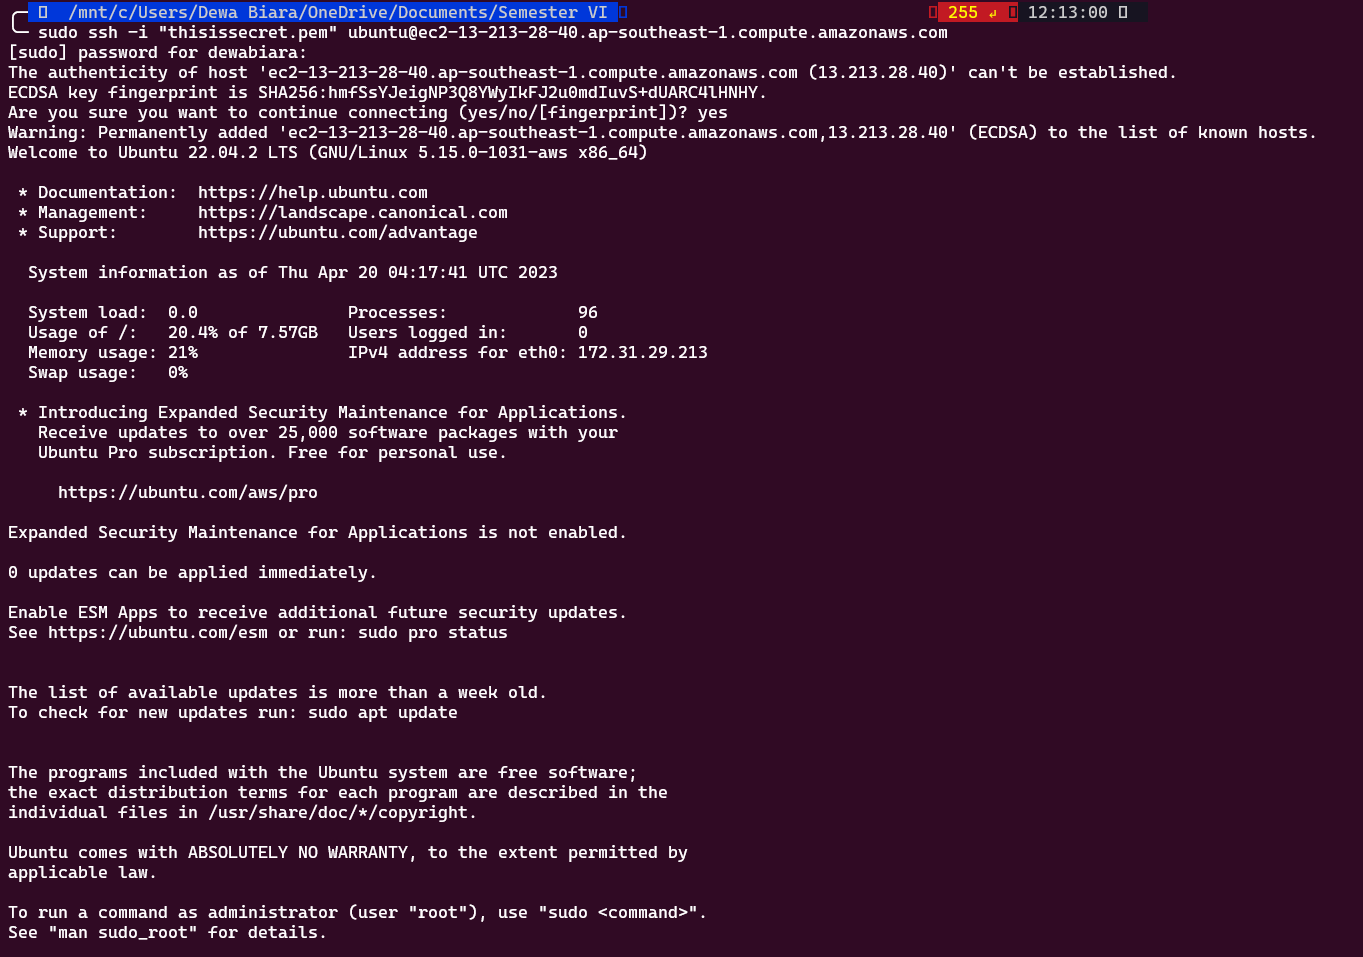 /mnt/c/Users/Dewa Biara/OneDrive/Documents/Semester VI 255 ↲ 12:13:00
sudo ssh -i "thisissecret.pem" ubuntu@ec2-13-213-28-40.ap-southeast-1.compute.amazonaws.com
[sudo] password for dewabiara:
The authenticity of host 'ec2-13-213-28-40.ap-southeast-1.compute.amazonaws.com (13.213.28.40)' can't be established.
ECDSA key fingerprint is SHA256:hmfSsYJeigNP3Q8YWyIkFJ2u0mdIuvS+dUARC4lHNHY.
Are you sure you want to continue connecting (yes/no/[fingerprint])? yes
Warning: Permanently added 'ec2-13-213-28-40.ap-southeast-1.compute.amazonaws.com,13.213.28.40' (ECDSA) to the list of known hosts.
Welcome to Ubuntu 22.04.2 LTS (GNU/Linux 5.15.0-1031-aws x86_64)
* Documentation:  https://help.ubuntu.com
* Management:     https://landscape.canonical.com
* Support:        https://ubuntu.com/advantage
System information as of Thu Apr 20 04:17:41 UTC 2023
System load:  0.0               Processes:             96
Usage of /:   20.4% of 7.57GB   Users logged in:       0
Memory usage: 21%               IPv4 address for eth0: 172.31.29.213
Swap usage:   0%
* Introducing Expanded Security Maintenance for Applications.
Receive updates to over 25,000 software packages with your
Ubuntu Pro subscription. Free for personal use.
https://ubuntu.com/aws/pro
Expanded Security Maintenance for Applications is not enabled.
0 updates can be applied immediately.
Enable ESM Apps to receive additional future security updates.
See https://ubuntu.com/esm or run: sudo pro status
The list of available updates is more than a week old.
To check for new updates run: sudo apt update
The programs included with the Ubuntu system are free software;
the exact distribution terms for each program are described in the
individual files in /usr/share/doc/*/copyright.
Ubuntu comes with ABSOLUTELY NO WARRANTY, to the extent permitted by
applicable law.
To run a command as administrator (user "root"), use "sudo <command>".
See "man sudo_root" for details.